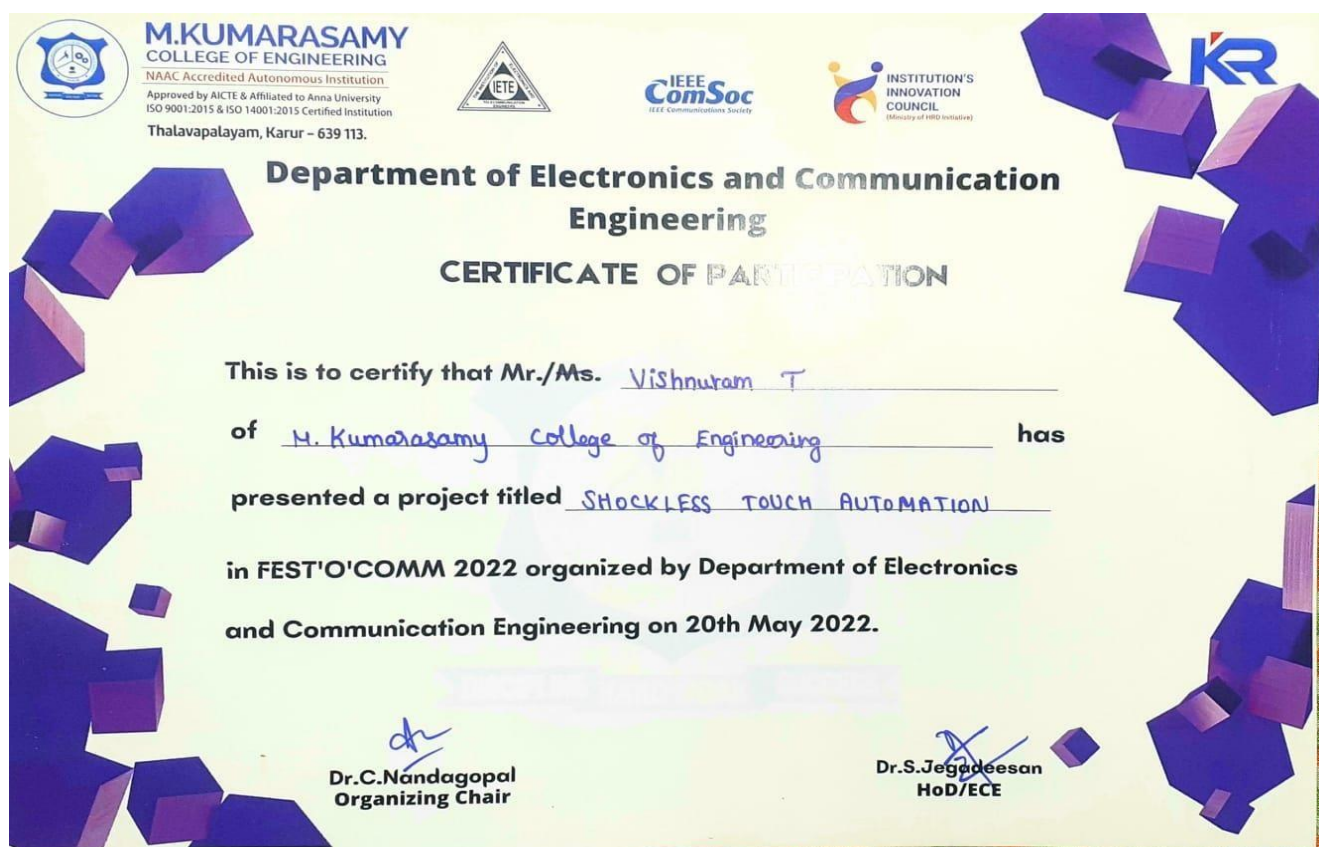 M.KUMARASAMY
COLLEGE OF ENGINEERING
NAAC Accredited Autonomous Institution
Approved by AICTE & Affiliated to Anna University
ISO 9001:2015 & ISO 14001:2015 Certified Institution
Thalavapalayam, Karur – 639 113.
IETE
IEEE
ComSoc
IEEE Communications Society
INSTITUTION'S
INNOVATION
COUNCIL
(Ministry of HRD Initiative)
KR
Department of Electronics and Communication
Engineering
CERTIFICATE OF PARTICIPATION
This is to certify that Mr./Ms. Vishnuram T
of M. Kumarasamy College of Engineering has
presented a project titled SHOCKLESS TOUCH AUTOMATION
in FEST'O'COMM 2022 organized by Department of Electronics
and Communication Engineering on 20th May 2022.
Dr.C.Nandagopal
Organizing Chair
Dr.S.Jegadeesan
HoD/ECE